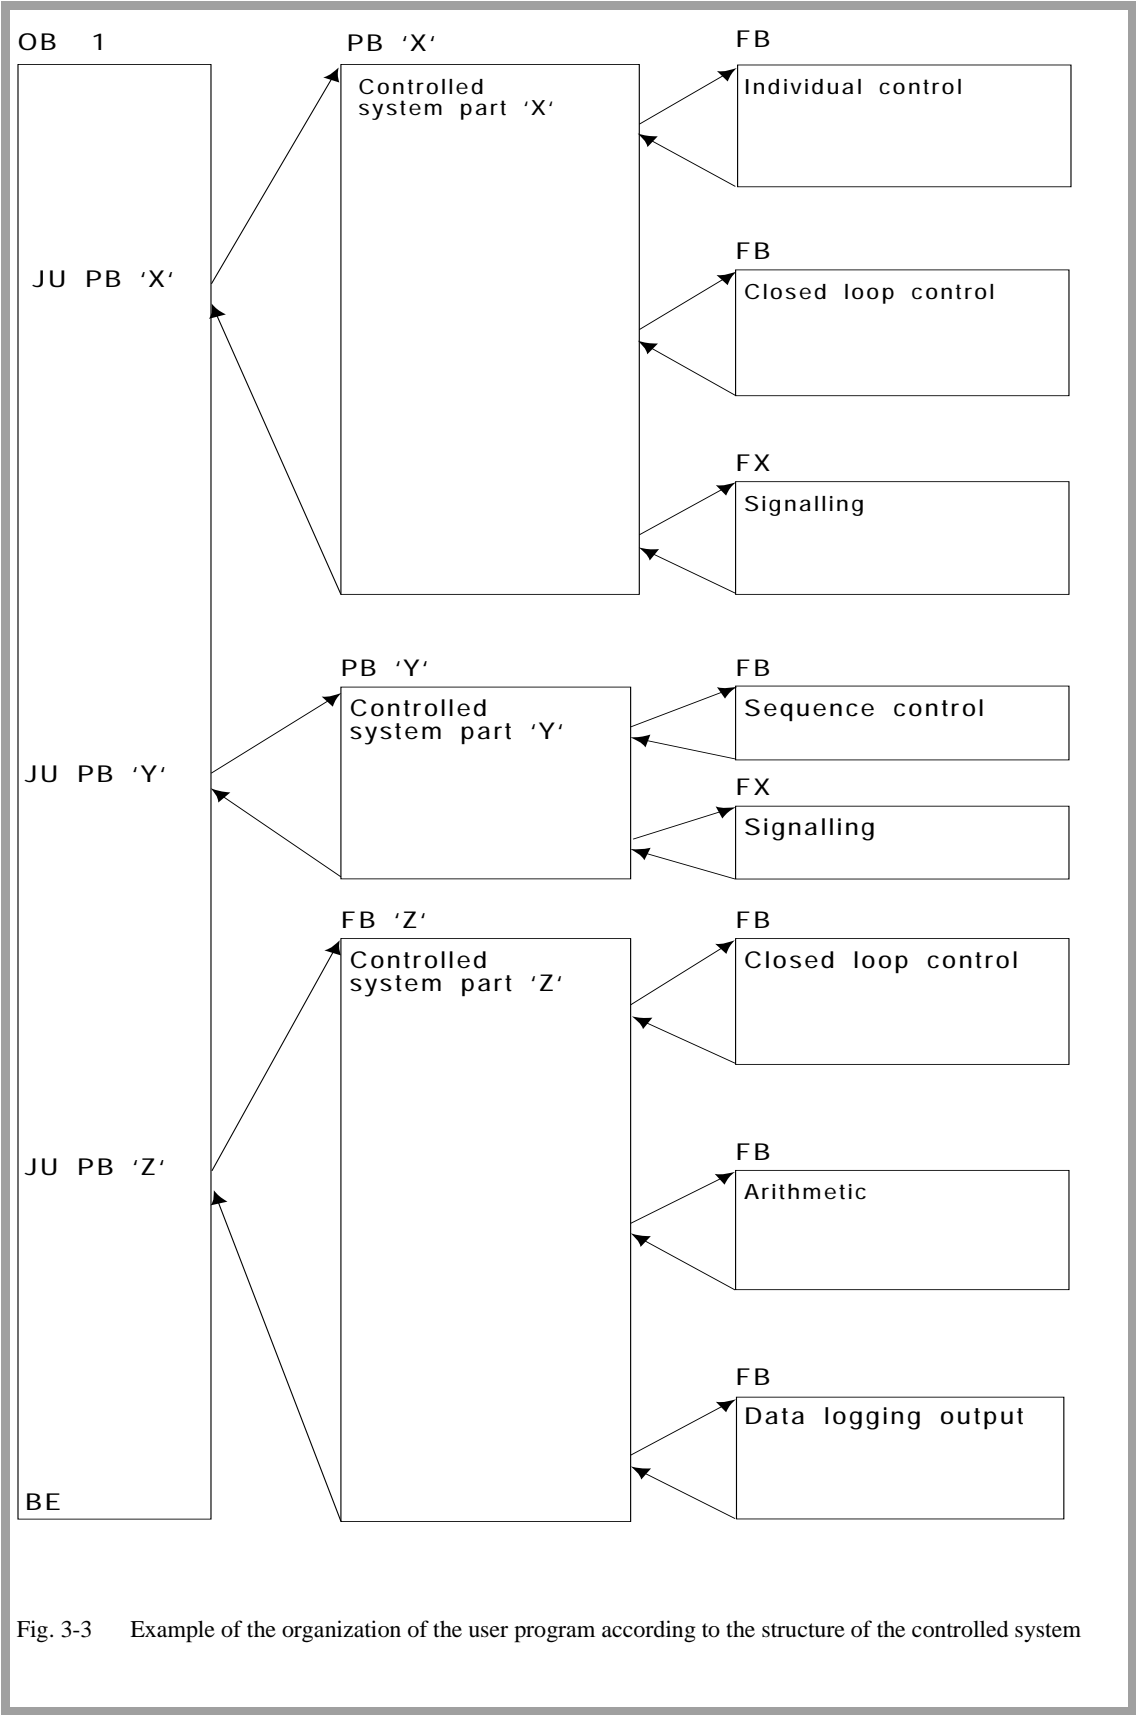 OB 1
JU PB ‘X‘
JU PB ‘Y‘
JU PB ‘Z‘
BE
PB ‘X‘
Controlled
system part ‘X‘
FB
Individual control
FB
Closed loop control
FX
Signalling
PB ‘Y‘
Controlled
system part ‘Y‘
FB
Sequence control
FX
Signalling
FB ‘Z‘
Controlled
system part ‘Z‘
FB
Closed loop control
FB
Arithmetic
FB
Data logging output
Fig. 3-3 Example of the organization of the user program according to the structure of the controlled system